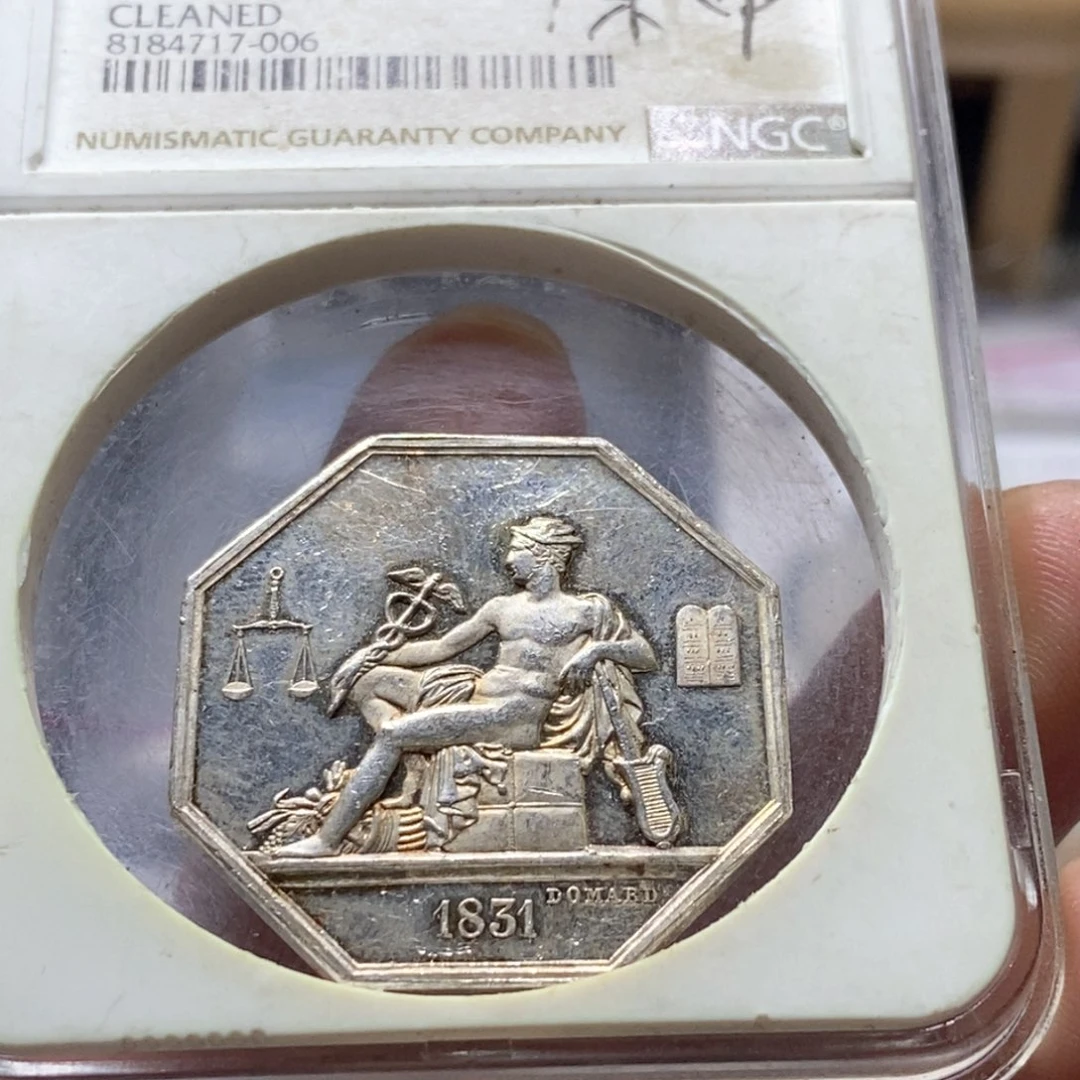 CLEANED
8184717-006
NUMISMATIC GUARANTY COMPANY
NGC®
DOMARD
1831